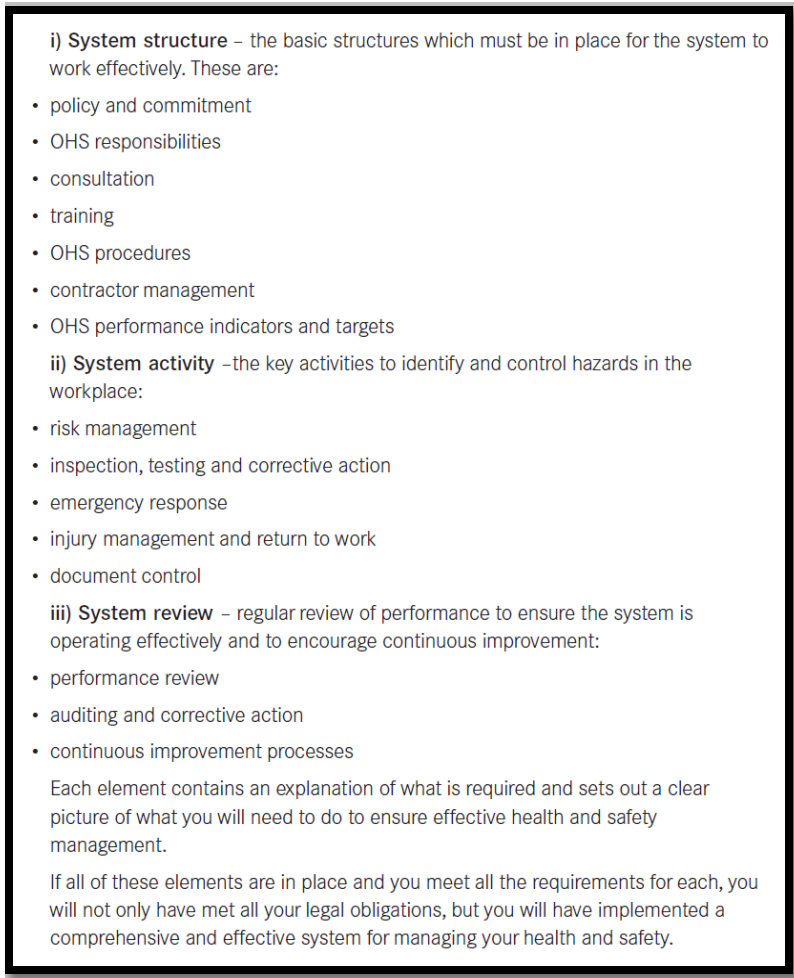 i) System structure – the basic structures which must be in place for the system to
work effectively. These are:
• policy and commitment
• OHS responsibilities
• consultation
• training
• OHS procedures
• contractor management
• OHS performance indicators and targets
ii) System activity –the key activities to identify and control hazards in the
workplace:
• risk management
• inspection, testing and corrective action
• emergency response
• injury management and return to work
• document control
iii) System review – regular review of performance to ensure the system is
operating effectively and to encourage continuous improvement:
• performance review
• auditing and corrective action
• continuous improvement processes
Each element contains an explanation of what is required and sets out a clear
picture of what you will need to do to ensure effective health and safety
management.
If all of these elements are in place and you meet all the requirements for each, you
will not only have met all your legal obligations, but you will have implemented a
comprehensive and effective system for managing your health and safety.